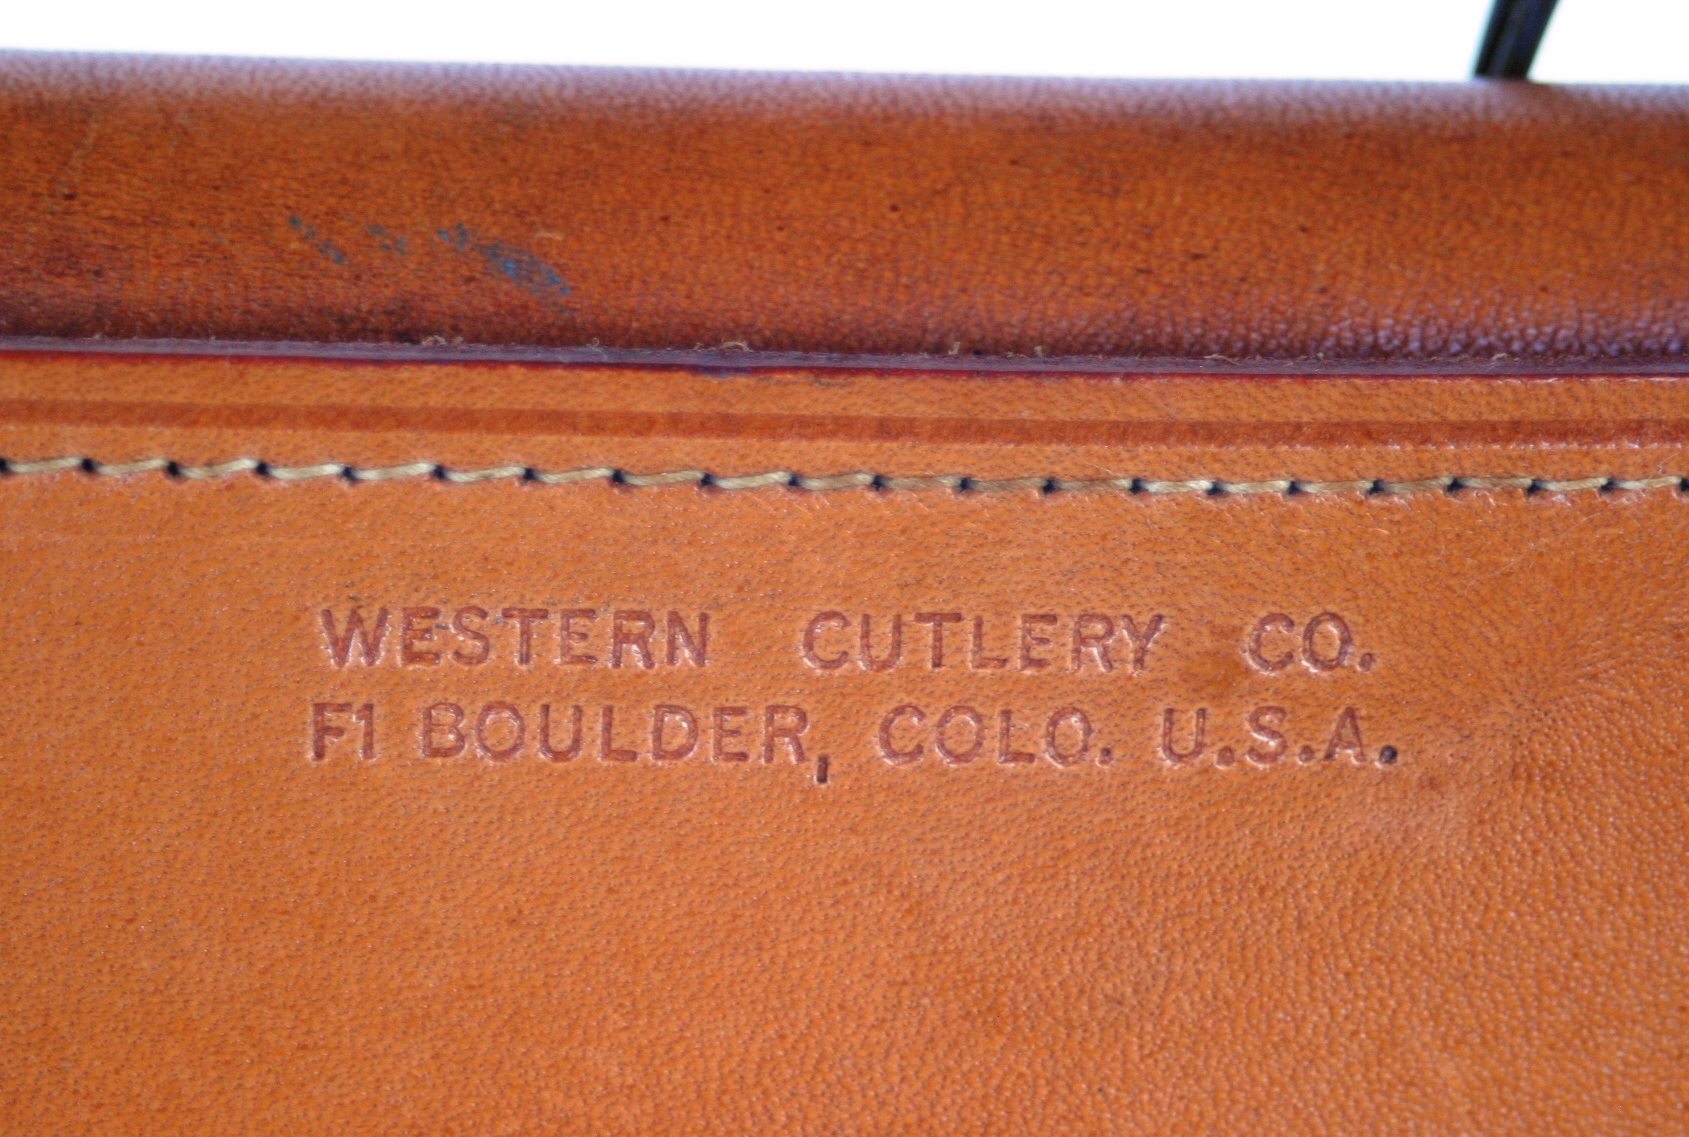 WESTERN CUTLERY CO.
F1 BOULDER, COLO. U.S.A.